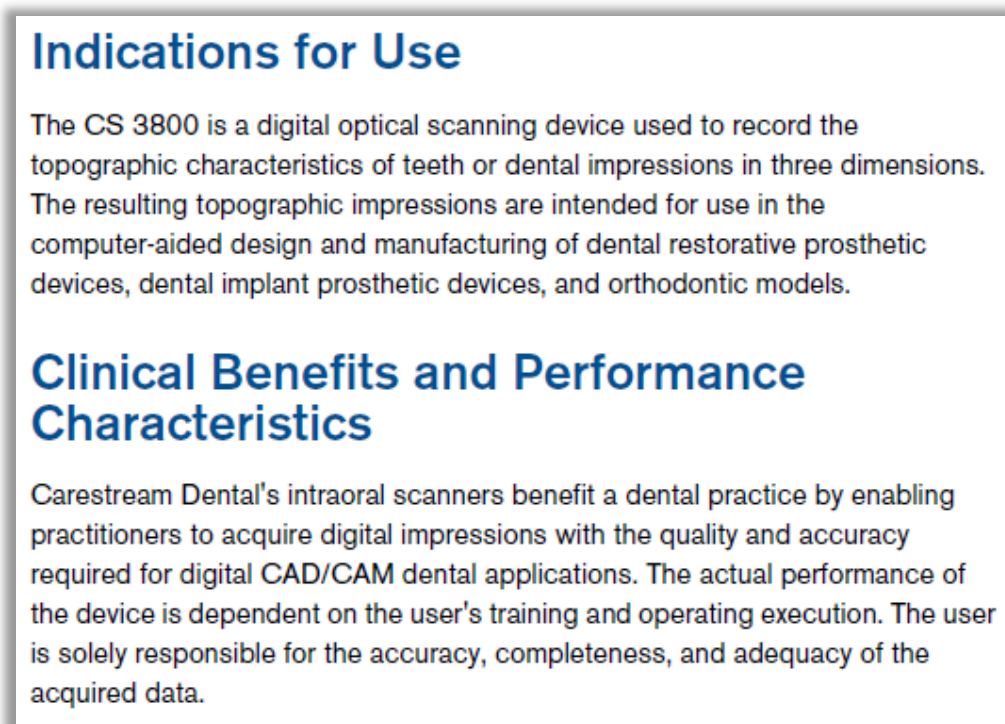 Indications for Use
The CS 3800 is a digital optical scanning device used to record the
topographic characteristics of teeth or dental impressions in three dimensions.
The resulting topographic impressions are intended for use in the
computer-aided design and manufacturing of dental restorative prosthetic
devices, dental implant prosthetic devices, and orthodontic models.
Clinical Benefits and Performance
Characteristics
Carestream Dental's intraoral scanners benefit a dental practice by enabling
practitioners to acquire digital impressions with the quality and accuracy
required for digital CAD/CAM dental applications. The actual performance of
the device is dependent on the user's training and operating execution. The user
is solely responsible for the accuracy, completeness, and adequacy of the
acquired data.